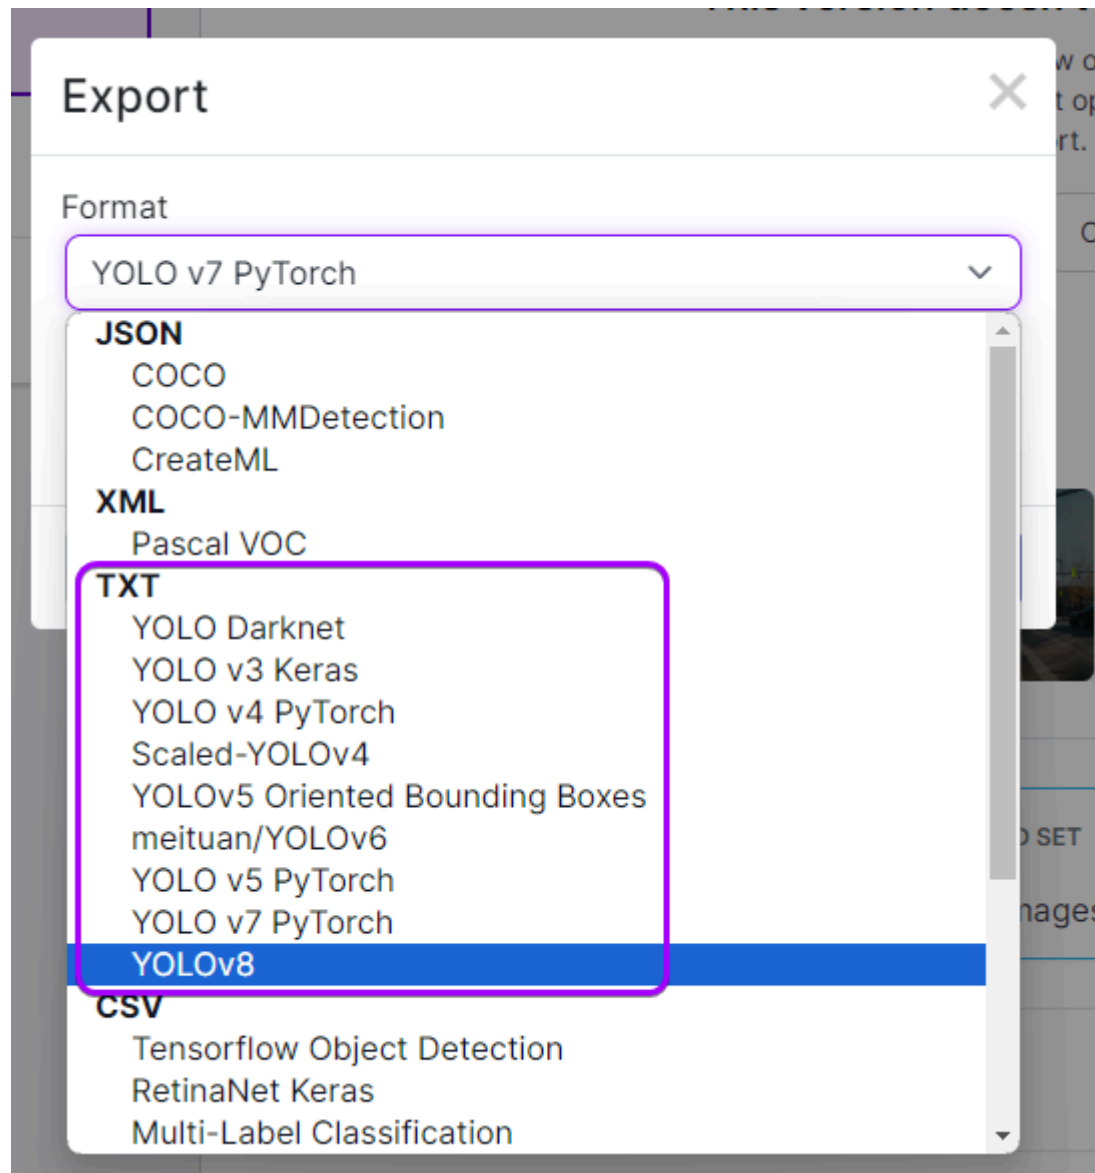 Export
Format
YOLO v7 PyTorch
JSON
COCO
COCO-MMDetection
CreateML
XML
Pascal VOC
TXT
YOLO Darknet
YOLO v3 Keras
YOLO v4 PyTorch
Scaled-YOLOv4
YOLOv5 Oriented Bounding Boxes
meituan/YOLOv6
YOLO v5 PyTorch
YOLO v7 PyTorch
YOLOv8
CSV
Tensorflow Object Detection
RetinaNet Keras
Multi-Label Classification
SET